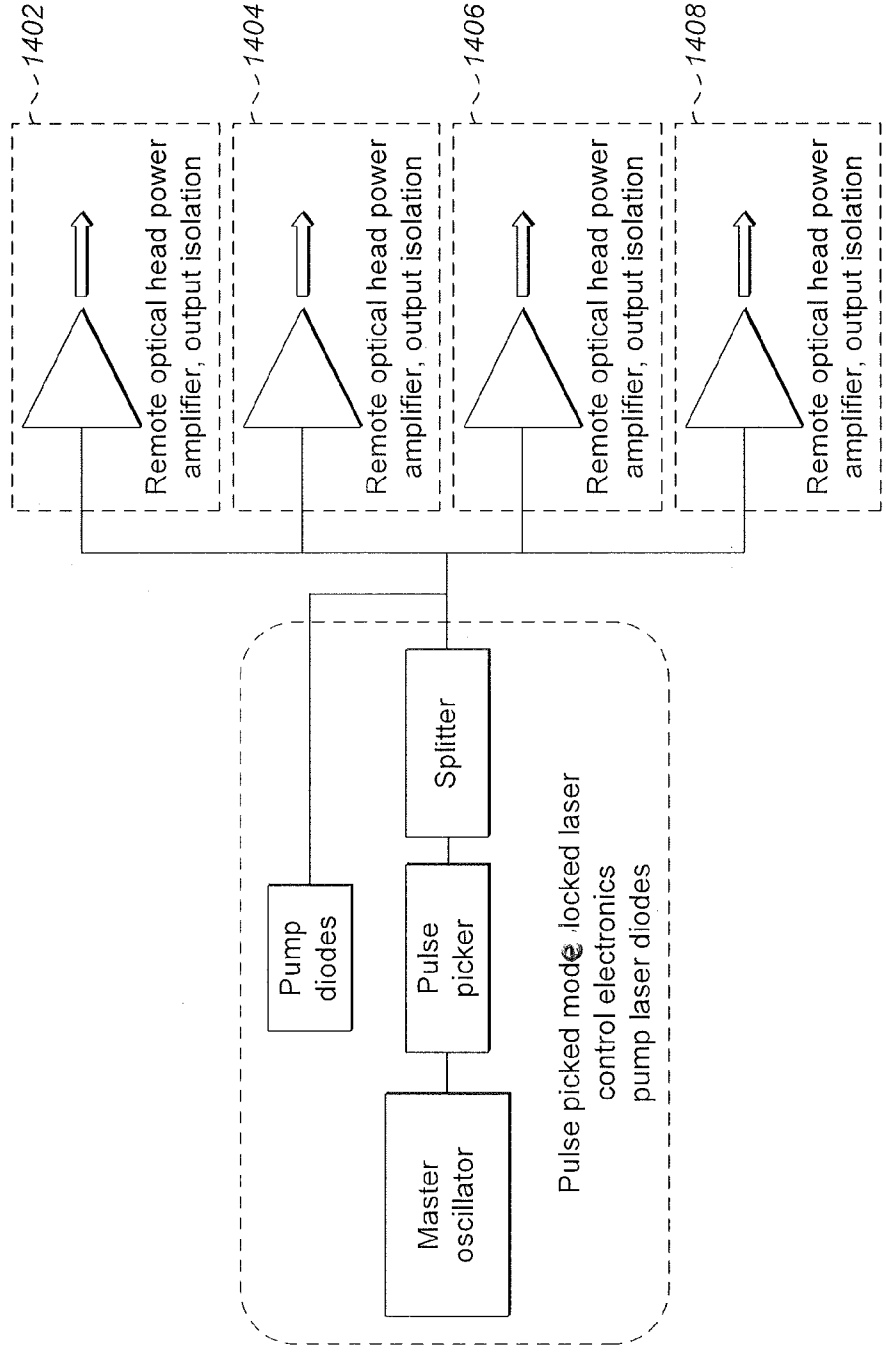 Master
oscillator
Pulse
picker
Splitter
Pump
diodes
Pulse picked mode locked laser
control electronics
pump laser diodes
Remote optical head power
amplifier, output isolation
1402
Remote optical head power
amplifier, output isolation
1404
Remote optical head power
amplifier, output isolation
1406
Remote optical head power
amplifier, output isolation
1408